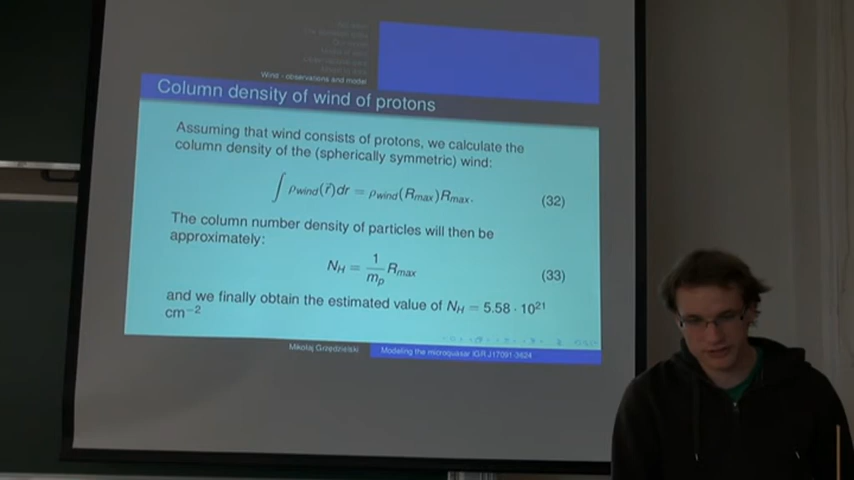 Wind - observations and model
Column density of wind of protons
Assuming that wind consists of protons, we calculate the
column density of the (spherically symmetric) wind:
∫ ρwind(r⃗)dr = ρwind(Rmax)Rmax. (32)
The column number density of particles will then be
approximately:
NH = 1/mp Rmax (33)
and we finally obtain the estimated value of NH = 5.58 · 10²¹
cm⁻²
Mikołaj Grzędzielski Modeling the microquasar IGR J17091-3624